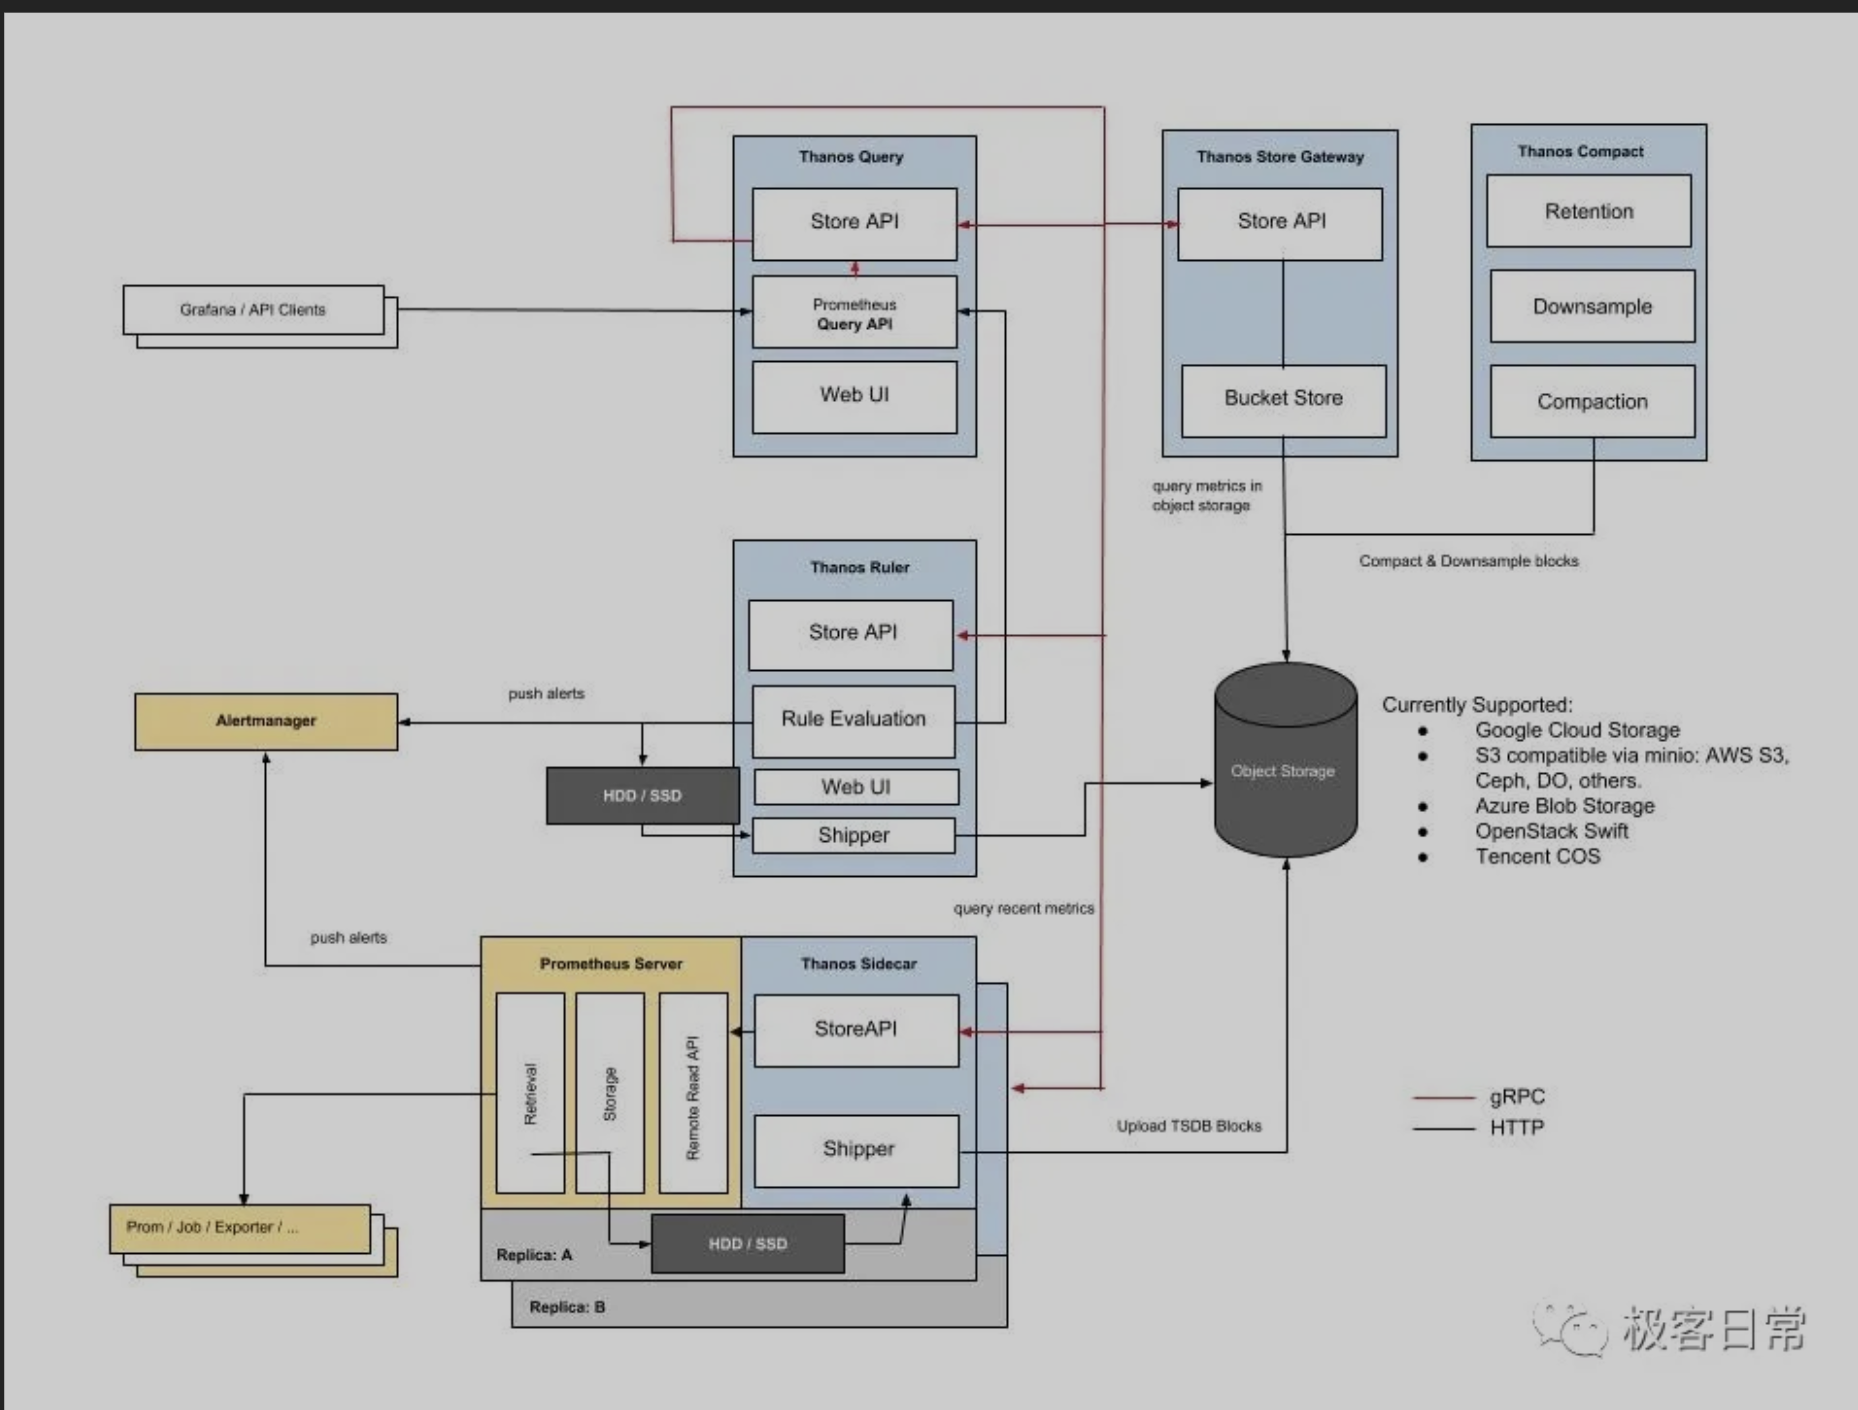 Thanos Query
Store API
Prometheus
Query API
Web UI
Thanos Store Gateway
Store API
Bucket Store
Thanos Compact
Retention
Downsample
Compaction
Grafana / API Clients
query metrics in
object storage
Compact & Downsample blocks
Thanos Ruler
Store API
Rule Evaluation
Web UI
Shipper
push alerts
Alertmanager
HDD / SSD
Object Storage
Currently Supported:
● Google Cloud Storage
● S3 compatible via minio: AWS S3,
Ceph, DO, others.
● Azure Blob Storage
● OpenStack Swift
● Tencent COS
query recent metrics
push alerts
Prometheus Server
Retrieval
Storage
Remote Read API
Thanos Sidecar
StoreAPI
Shipper
Upload TSDB Blocks
gRPC
HTTP
Prom / Job / Exporter / ...
HDD / SSD
Replica: A
Replica: B
极客日常